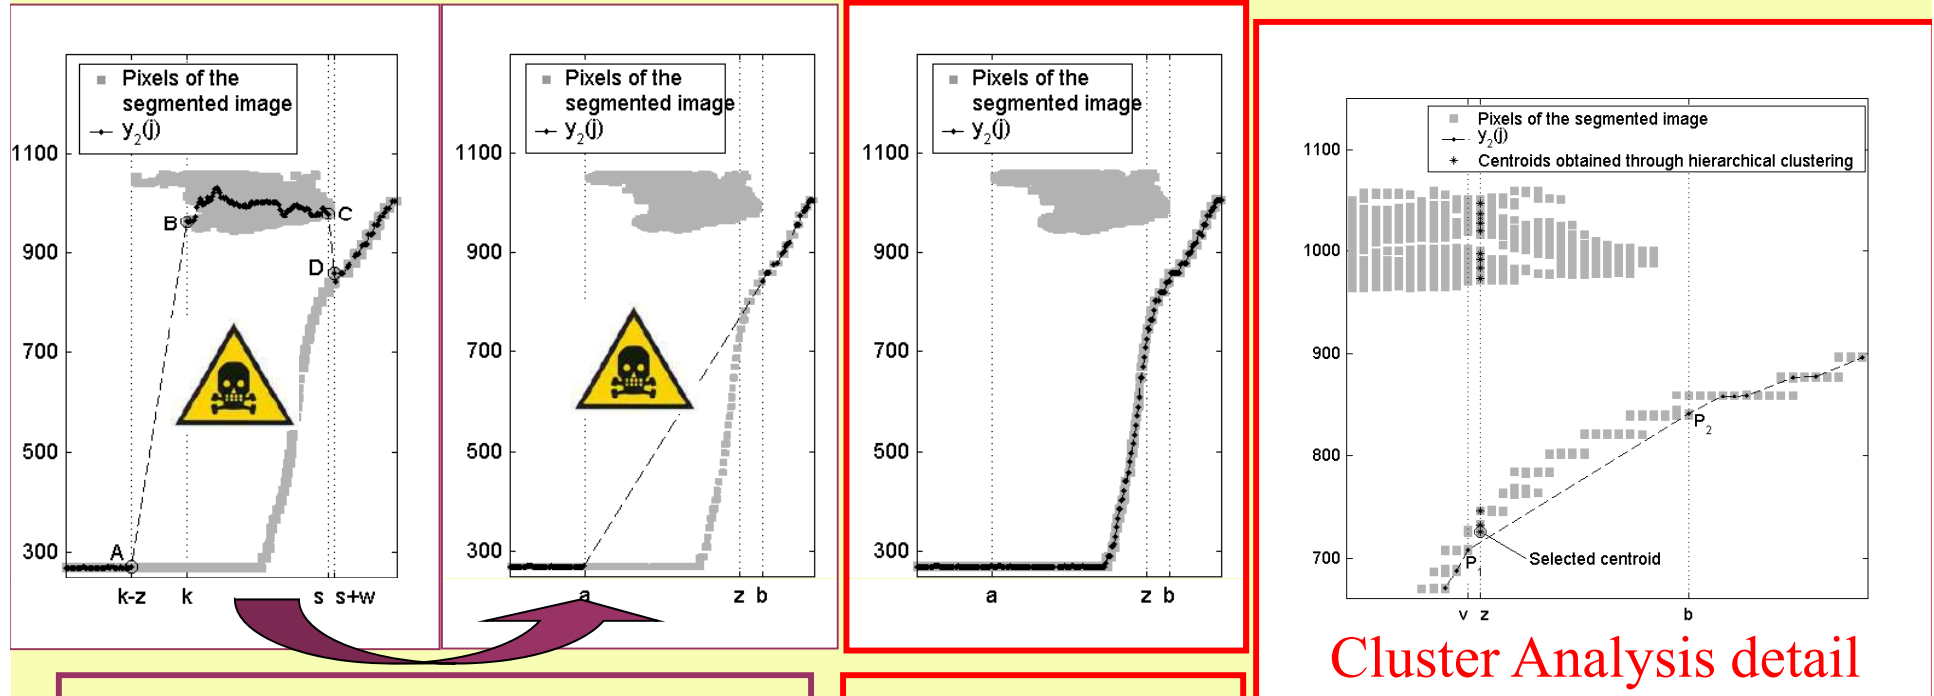 Pixels of the
segmented image
y2(j)
1100
900
700
500
300
A
B
C
D
k-z k s s+w
Pixels of the
segmented image
y2(j)
1100
900
700
500
300
a z b
Pixels of the
segmented image
y2(j)
1100
900
700
500
300
a z b
Pixels of the segmented image
y2(j)
Centroids obtained through hierarchical clustering
1100
1000
900
800
700
P2
P1
Selected centroid
v z b
Cluster Analysis detail